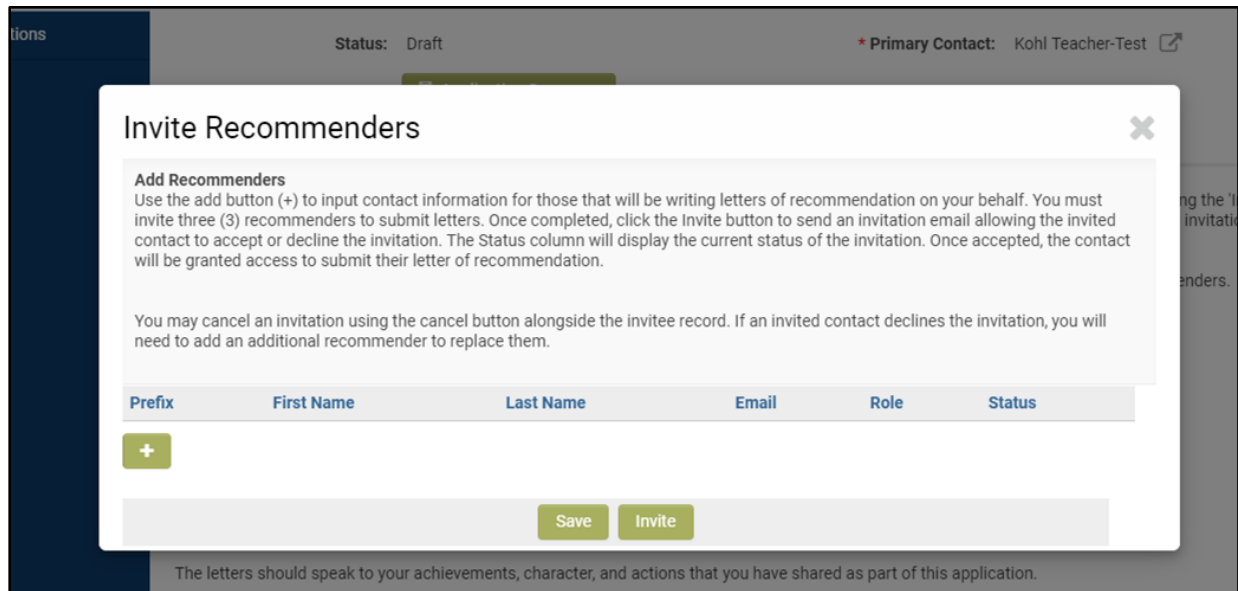 tions
Status: Draft
* Primary Contact: Kohl Teacher-Test
Invite Recommenders
Add Recommenders
Use the add button (+) to input contact information for those that will be writing letters of recommendation on your behalf. You must
invite three (3) recommenders to submit letters. Once completed, click the Invite button to send an invitation email allowing the invited
contact to accept or decline the invitation. The Status column will display the current status of the invitation. Once accepted, the contact
will be granted access to submit their letter of recommendation.
You may cancel an invitation using the cancel button alongside the invitee record. If an invited contact declines the invitation, you will
need to add an additional recommender to replace them.
ng the 'I
invitatio
enders.
Prefix First Name Last Name Email Role Status
+
Save Invite
The letters should speak to your achievements, character, and actions that you have shared as part of this application.